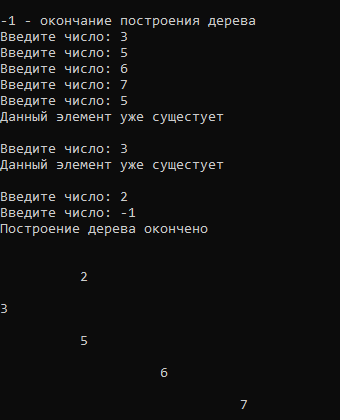 -1 - окончание построения дерева
Введите число: 3
Введите число: 5
Введите число: 6
Введите число: 7
Введите число: 5
Данный элемент уже сущестует
Введите число: 3
Данный элемент уже сущестует
Введите число: 2
Введите число: -1
Построение дерева окончено
2
3
5
6
7